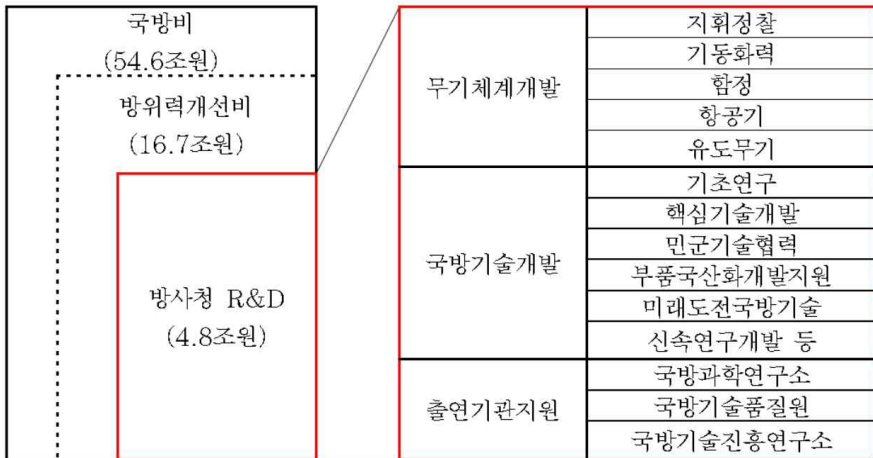 국방비
(54.6조원)
방위력개선비
(16.7조원)
방사청 R&D
(4.8조원)
무기체계개발
지휘정찰
기동화력
함정
항공기
유도무기
국방기술개발
기초연구
핵심기술개발
민군기술협력
부품국산화개발지원
미래도전국방기술
신속연구개발 등
출연기관지원
국방과학연구소
국방기술품질원
국방기술진흥연구소